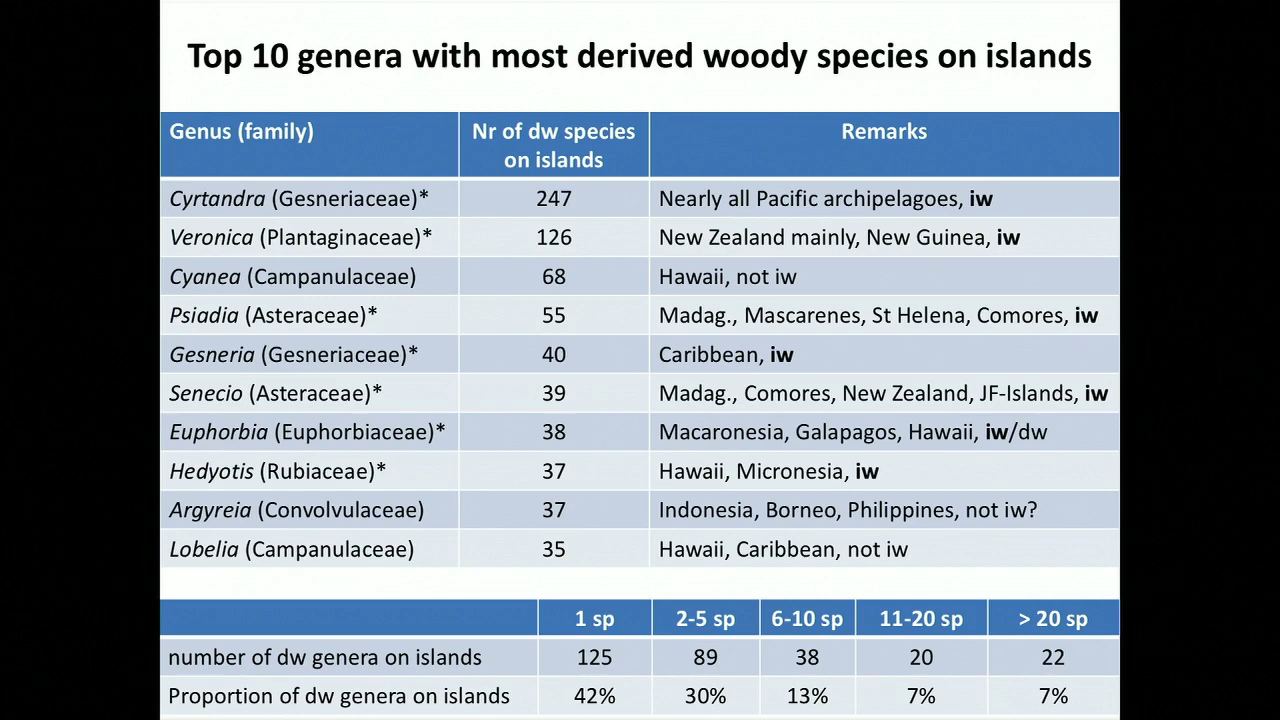 Top 10 genera with most derived woody species on islands
Genus (family) Nr of dw species on islands Remarks
Cyrtandra (Gesneriaceae)* 247 Nearly all Pacific archipelagoes, iw
Veronica (Plantaginaceae)* 126 New Zealand mainly, New Guinea, iw
Cyanea (Campanulaceae) 68 Hawaii, not iw
Psiadia (Asteraceae)* 55 Madag., Mascarenes, St Helena, Comores, iw
Gesneria (Gesneriaceae)* 40 Caribbean, iw
Senecio (Asteraceae)* 39 Madag., Comores, New Zealand, JF-Islands, iw
Euphorbia (Euphorbiaceae)* 38 Macaronesia, Galapagos, Hawaii, iw/dw
Hedyotis (Rubiaceae)* 37 Hawaii, Micronesia, iw
Argyreia (Convolvulaceae) 37 Indonesia, Borneo, Philippines, not iw?
Lobelia (Campanulaceae) 35 Hawaii, Caribbean, not iw
1 sp 2-5 sp 6-10 sp 11-20 sp > 20 sp
number of dw genera on islands 125 89 38 20 22
Proportion of dw genera on islands 42% 30% 13% 7% 7%